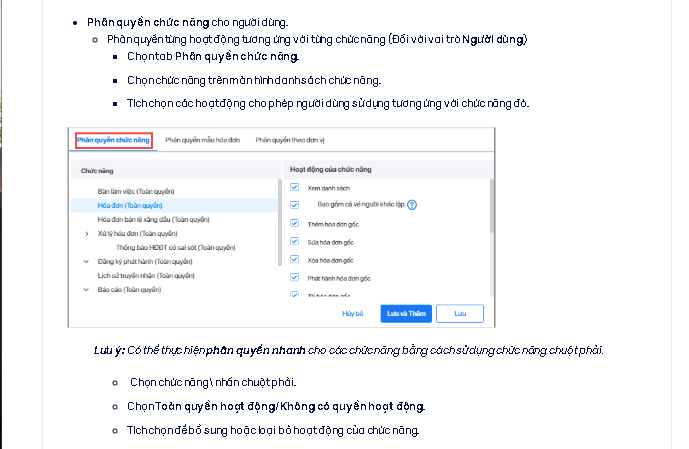 Phân quyền chức năng cho người dùng.
Phân quyền từng hoạt động tương ứng với từng chức năng (Đối với vai trò Người dùng)
Chọn tab Phân quyền chức năng.
Chọn chức năng trên màn hình danh sách chức năng.
Tích chọn các hoạt động cho phép người dùng sử dụng tương ứng với chức năng đó.
Phân quyền chức năng Phân quyền mẫu hóa đơn Phân quyền theo đơn vị
Chức năng Hoạt động của chức năng
Bàn làm việc (Toàn quyền)
Hóa đơn (Toàn quyền)
Hóa đơn bán lẻ xăng dầu (Toàn quyền)
Xử lý hóa đơn (Toàn quyền)
Thông báo HĐĐT có sai sót (Toàn quyền)
Đăng ký phát hành (Toàn quyền)
Lịch sử truyền nhận (Toàn quyền)
Báo cáo (Toàn quyền)
Xem danh sách
Bao gồm cả vé người khác lập
Thêm hóa đơn gốc
Sửa hóa đơn gốc
Xóa hóa đơn gốc
Phát hành hóa đơn gốc
Tải hóa đơn gốc
Hủy bỏ Lưu và Thêm Lưu
Lưu ý: Có thể thực hiện phân quyền nhanh cho các chức năng bằng cách sử dụng chức năng chuột phải.
Chọn chức năng\ nhấn chuột phải.
Chọn Toàn quyền hoạt động/Không có quyền hoạt động.
Tích chọn để bổ sung hoặc loại bỏ hoạt động của chức năng.